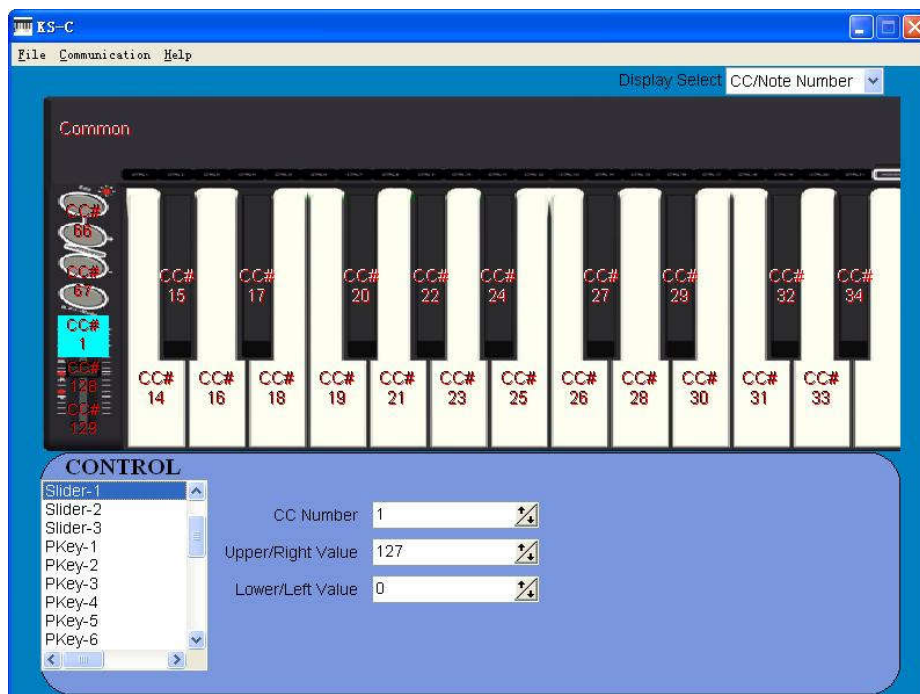 KS-C
File Communication Help
Display Select CC/Note Number
Common
CC#
66
CC#
67
CC#
1
CC#
128
CC#
129
CC#
15
CC#
17
CC#
20
CC#
22
CC#
24
CC#
27
CC#
29
CC#
32
CC#
34
CC#
14
CC#
16
CC#
18
CC#
19
CC#
21
CC#
23
CC#
25
CC#
26
CC#
28
CC#
30
CC#
31
CC#
33
CONTROL
Slider-1
Slider-2
Slider-3
PKey-1
PKey-2
PKey-3
PKey-4
PKey-5
PKey-6
CC Number 1
Upper/Right Value 127
Lower/Left Value 0